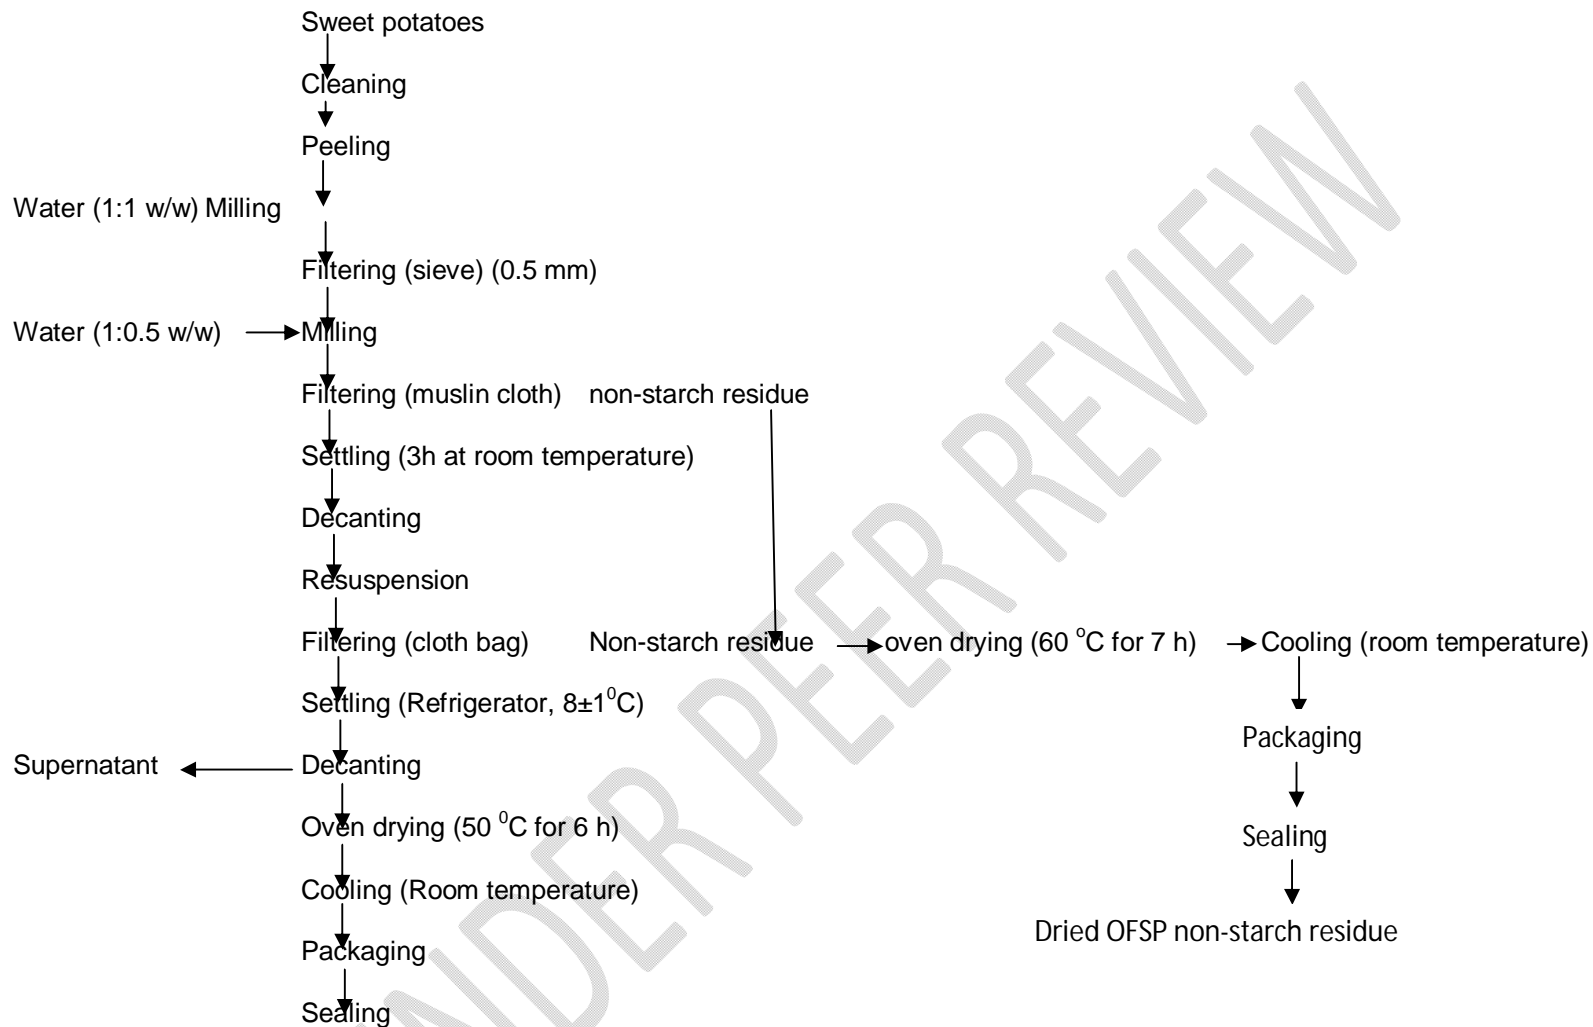 Sweet potatoes
Cleaning
Peeling
Water (1:1 w/w) Milling
Filtering (sieve) (0.5 mm)
Water (1:0.5 w/w) Milling
Filtering (muslin cloth) non-starch residue
Settling (3h at room temperature)
Decanting
Resuspension
Filtering (cloth bag) Non-starch residue oven drying (60 °C for 7 h) Cooling (room temperature)
Settling (Refrigerator, 8±1⁰C)
Packaging
Supernatant Decanting
Oven drying (50 ⁰C for 6 h)
Sealing
Cooling (Room temperature)
Dried OFSP non-starch residue
Packaging
Sealing
UNDER PEER REVIEW